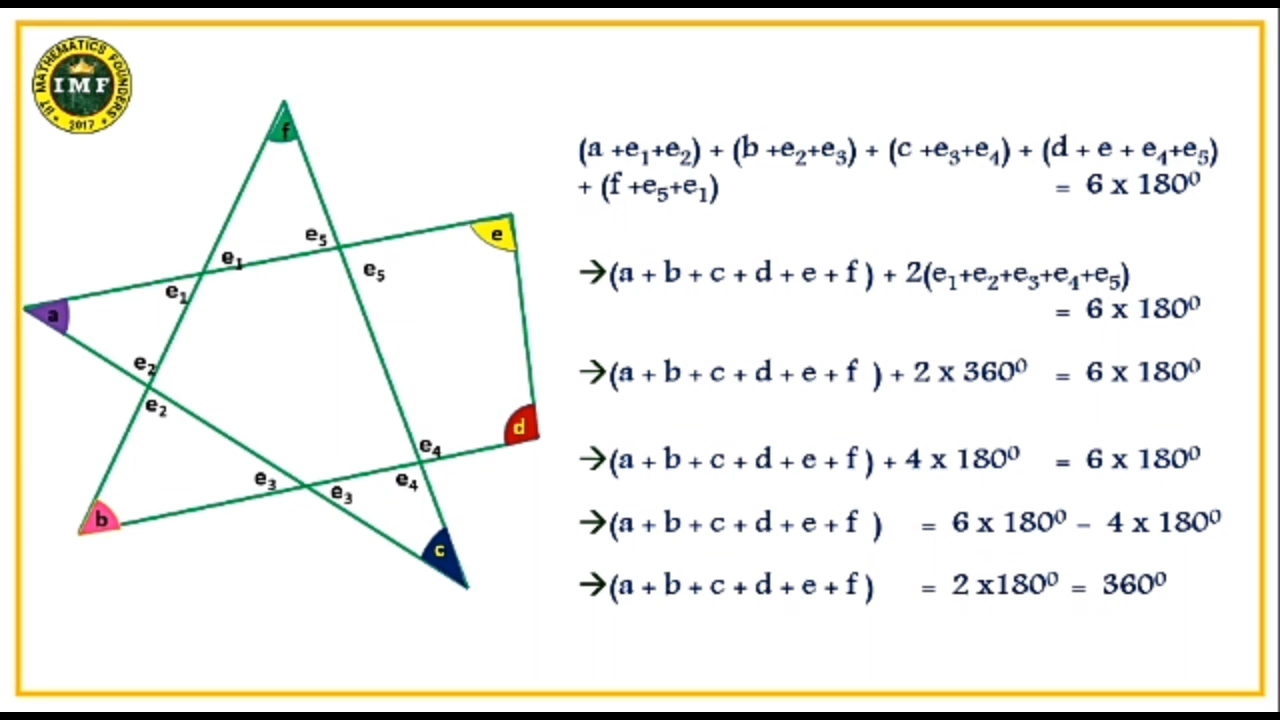 IIT MATHEMATICS FOUNDERS
IMF
• 2017 •
f
e₅
e
e₁
e₅
e₁
a
e₂
e₂
d
e₄
e₃
e₄
e₃
b
c
(a +e₁+e₂) + (b +e₂+e₃) + (c +e₃+e₄) + (d + e + e₄+e₅)
+ (f +e₅+e₁) = 6 x 180⁰
→(a + b + c + d + e + f ) + 2(e₁+e₂+e₃+e₄+e₅)
= 6 x 180⁰
→(a + b + c + d + e + f ) + 2 x 360⁰ = 6 x 180⁰
→(a + b + c + d + e + f ) + 4 x 180⁰ = 6 x 180⁰
→(a + b + c + d + e + f ) = 6 x 180⁰ – 4 x 180⁰
→(a + b + c + d + e + f ) = 2 x180⁰ = 360⁰